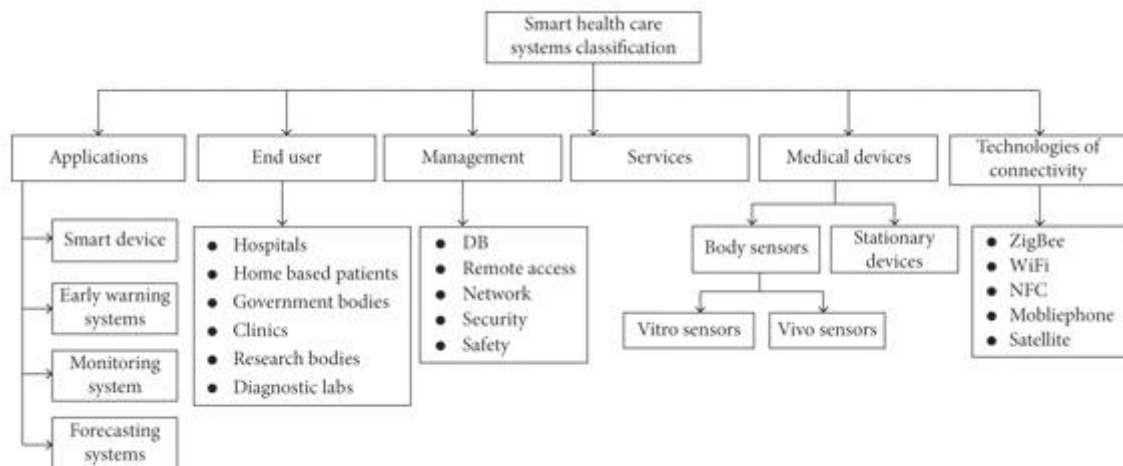 Smart health care
systems classification
Applications
End user
Management
Services
Medical devices
Technologies of
connectivity
Smart device
Early warning
systems
Monitoring
system
Forecasting
systems
● Hospitals
● Home based patients
● Government bodies
● Clinics
● Research bodies
● Diagnostic labs
● DB
● Remote access
● Network
● Security
● Safety
Body sensors
Stationary
devices
Vitro sensors
Vivo sensors
● ZigBee
● WiFi
● NFC
● Mobliephone
● Satellite